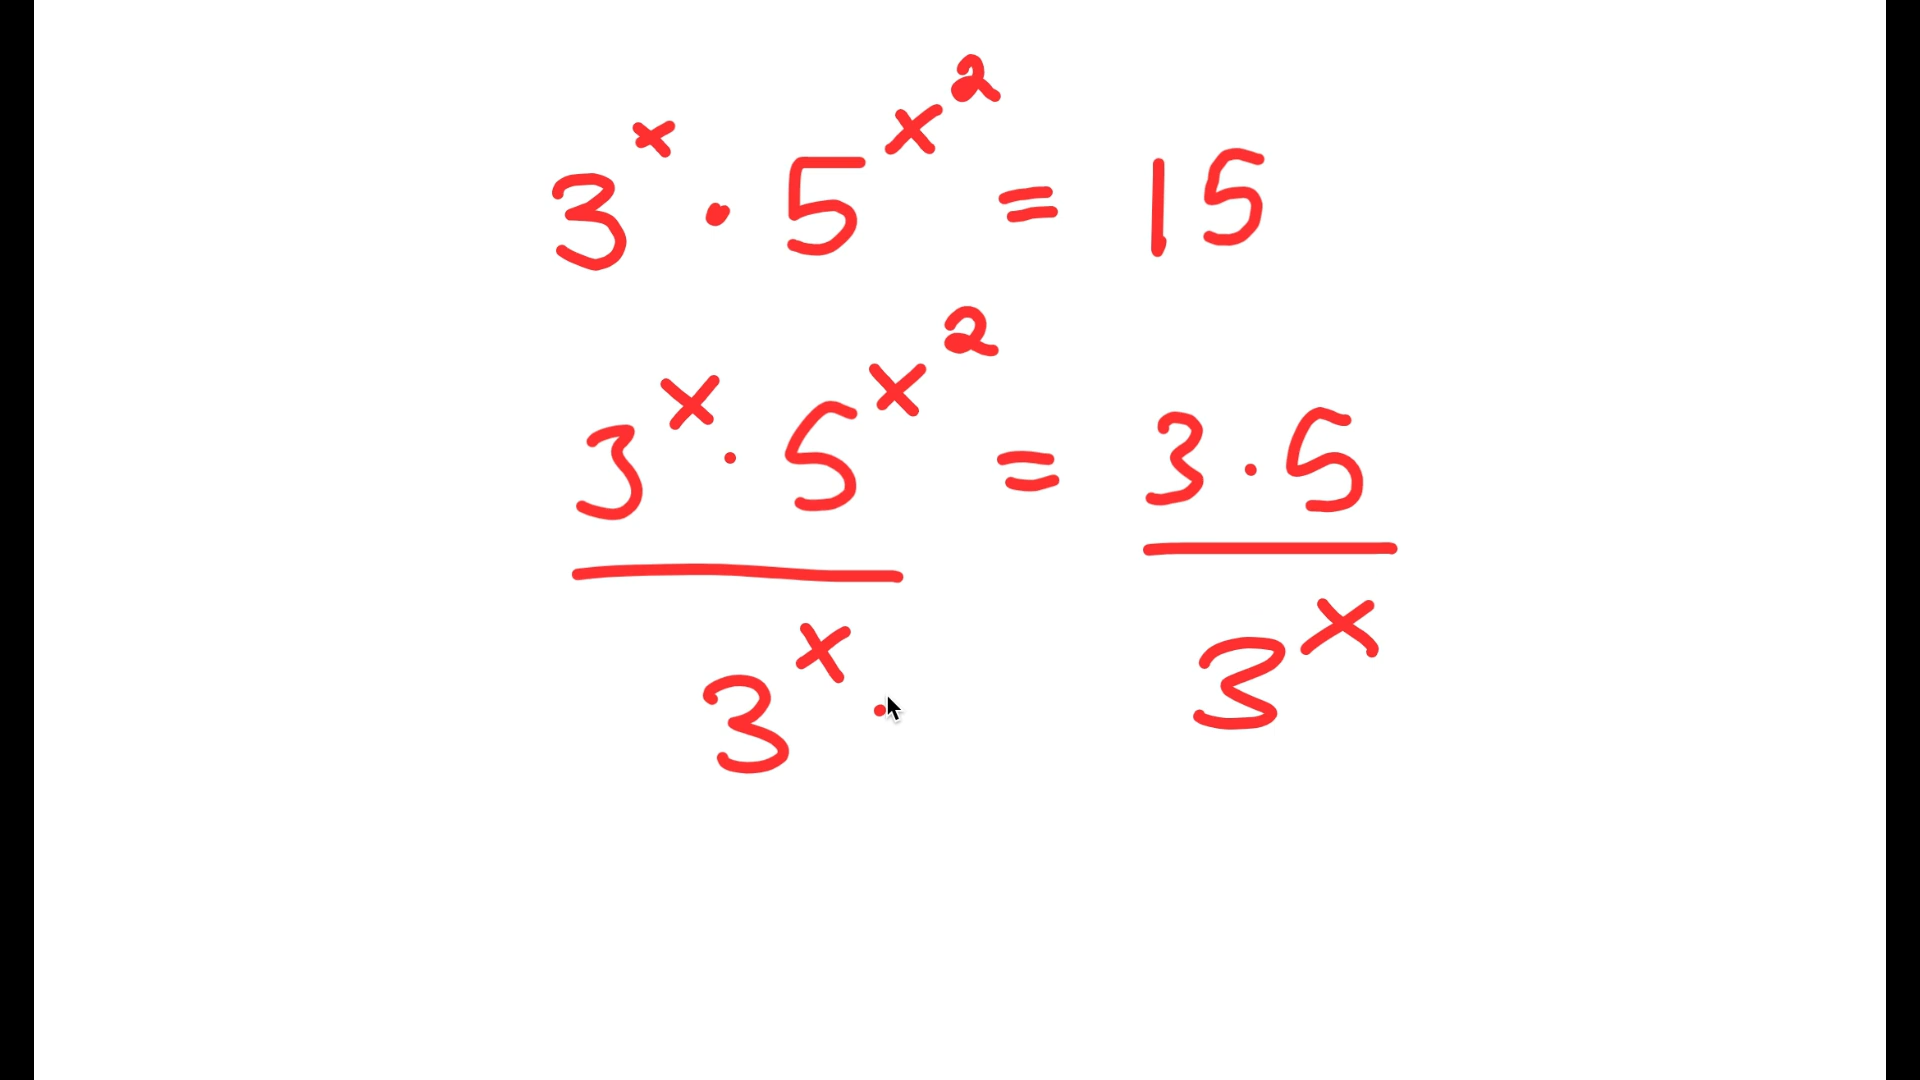 3^x · 5^x^2 = 15
3^x · 5^x^2 = 3 · 5
3^x · 3^x